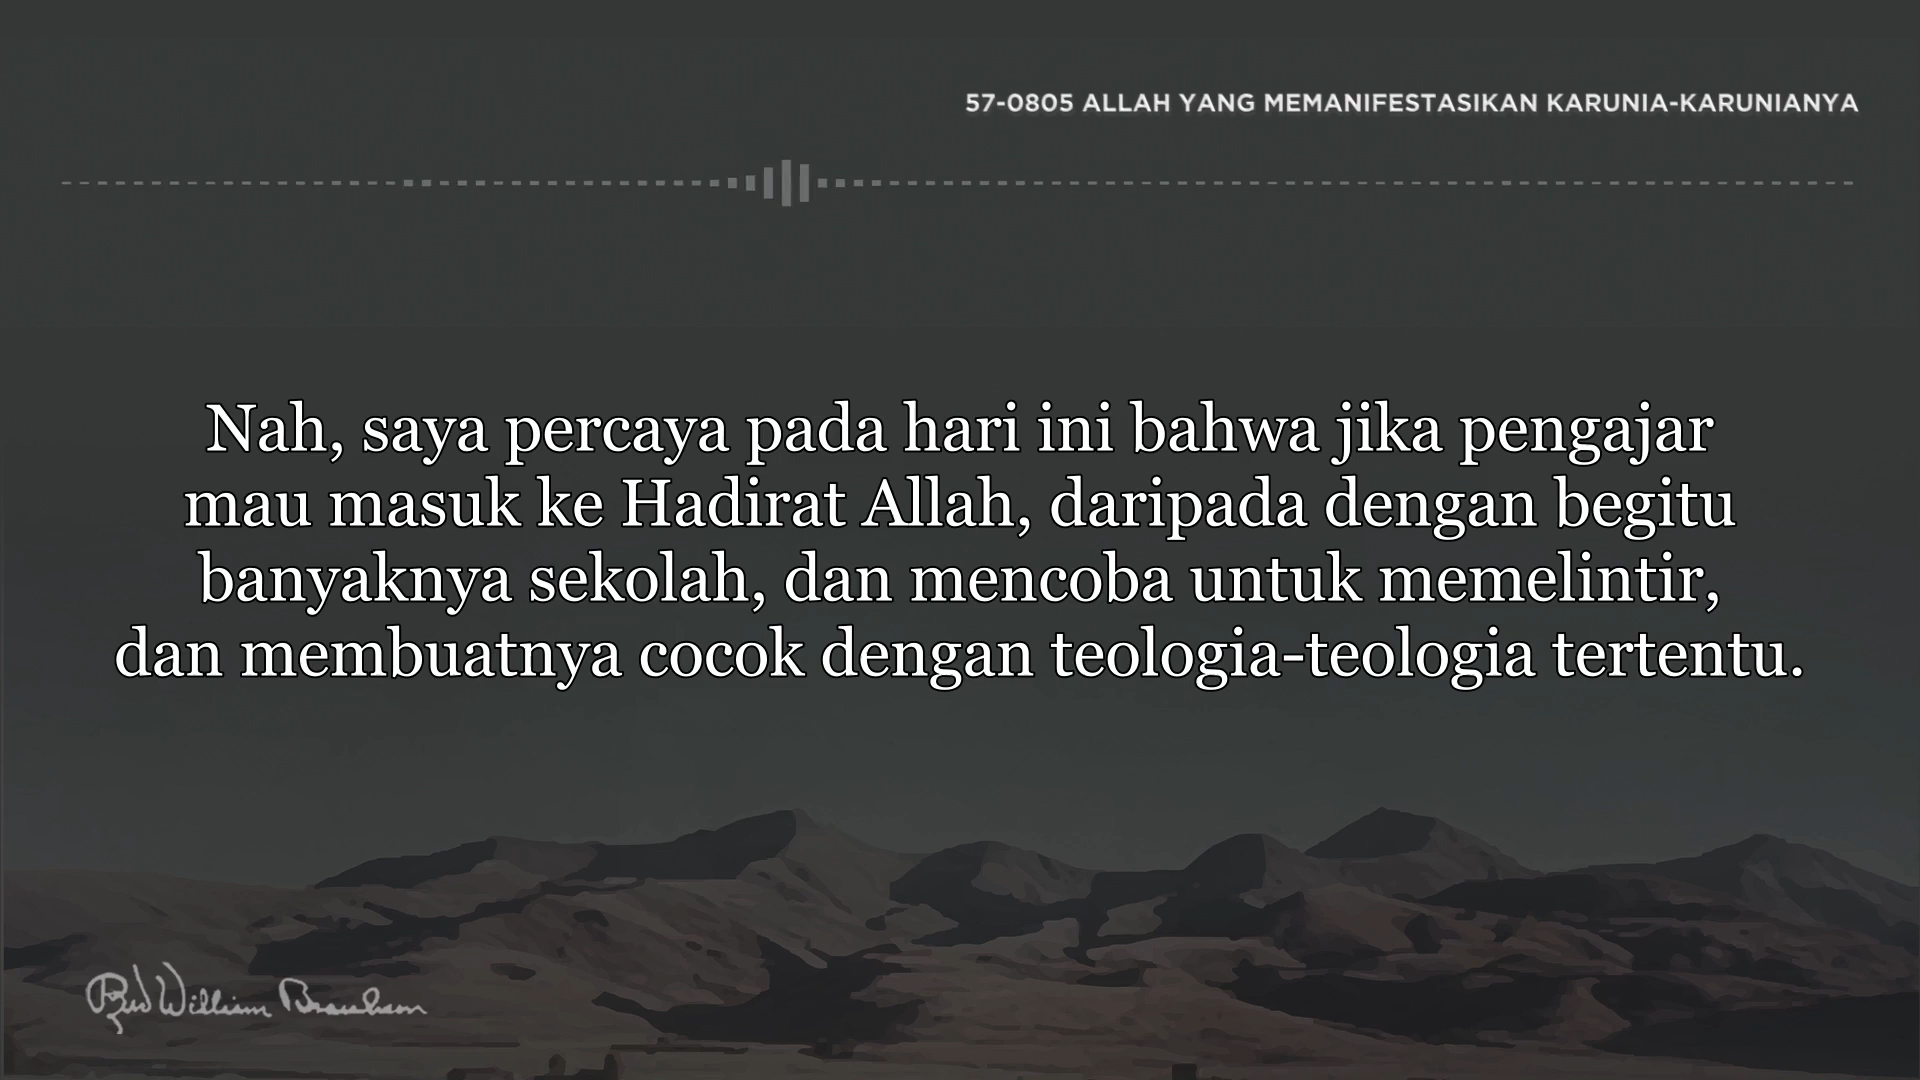 57-0805 ALLAH YANG MEMANIFESTASIKAN KARUNIA-KARUNIANYA
Nah, saya percaya pada hari ini bahwa jika pengajar
mau masuk ke Hadirat Allah, daripada dengan begitu
banyaknya sekolah, dan mencoba untuk memelintir,
dan membuatnya cocok dengan teologia-teologia tertentu.
Rev William Branham